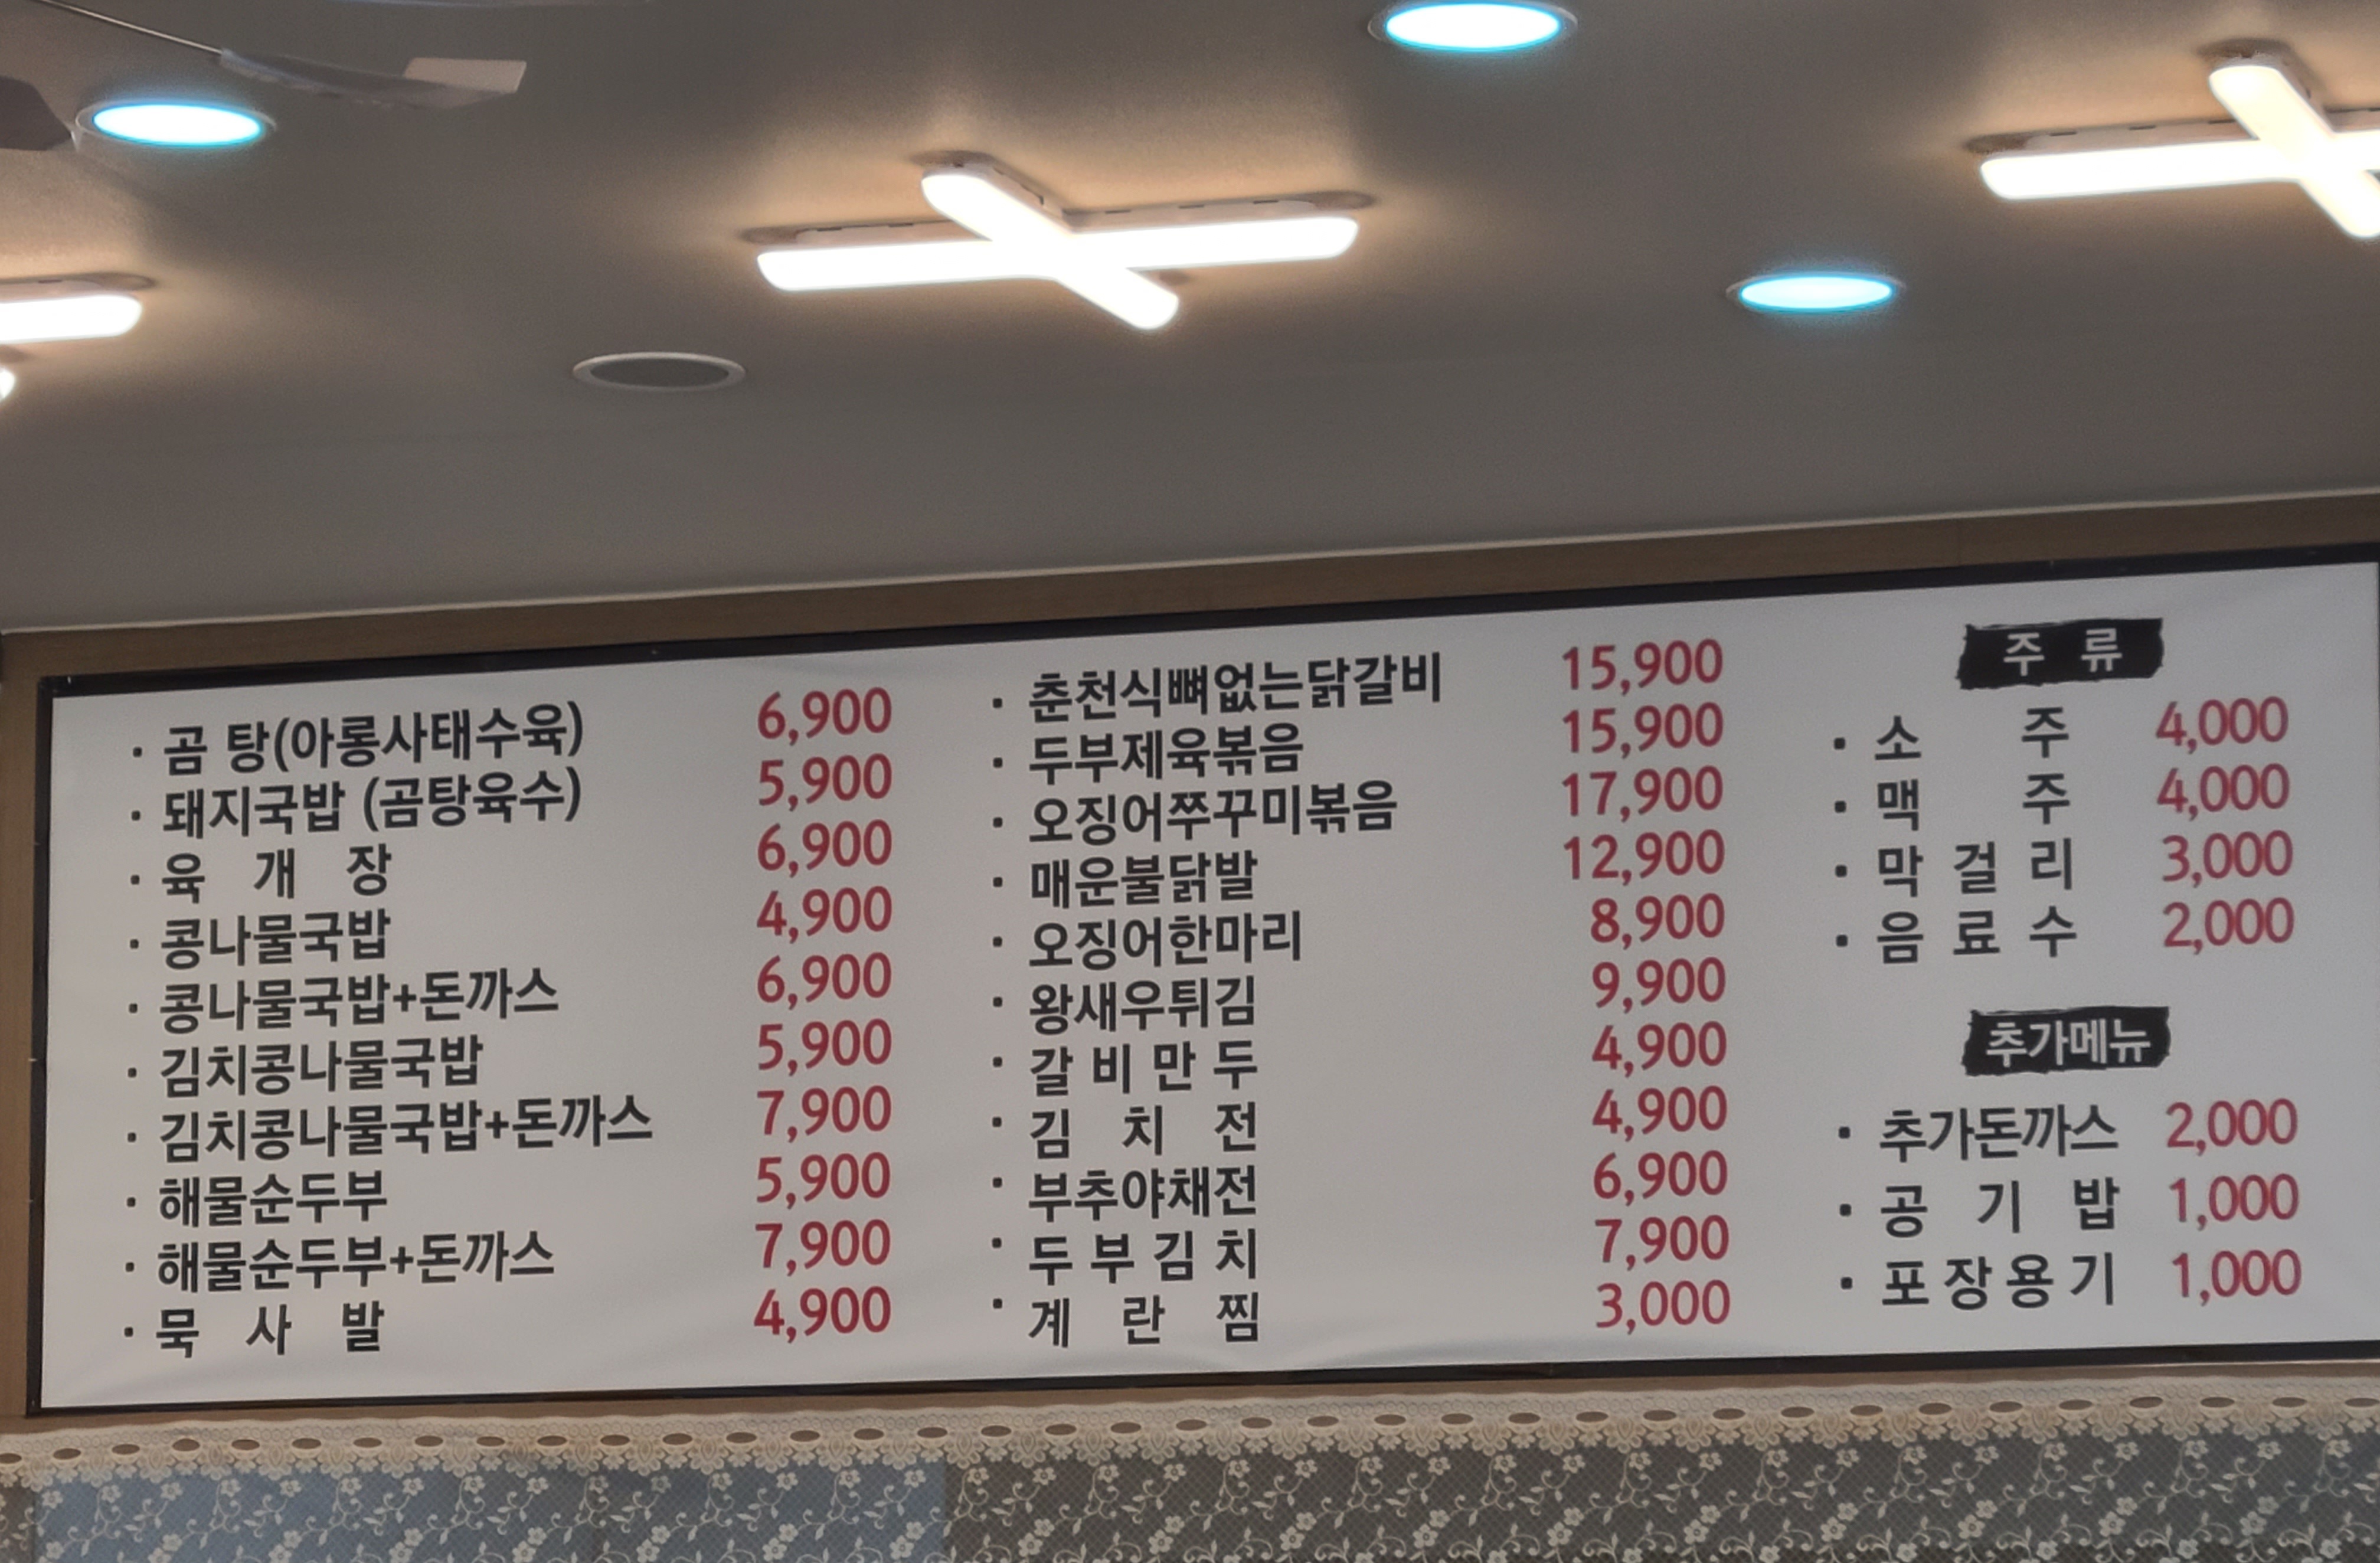 · 곰 탕(아롱사태수육) 6,900
· 돼지국밥 (곰탕육수) 5,900
· 육 개 장 6,900
· 콩나물국밥 4,900
· 콩나물국밥+돈까스 6,900
· 김치콩나물국밥 5,900
· 김치콩나물국밥+돈까스 7,900
· 해물순두부 5,900
· 해물순두부+돈까스 7,900
· 묵 사 발 4,900
· 춘천식뼈없는닭갈비 15,900
· 두부제육볶음 15,900
· 오징어쭈꾸미볶음 17,900
· 매운불닭발 12,900
· 오징어한마리 8,900
· 왕새우튀김 9,900
· 갈 비 만 두 4,900
· 김 치 전 4,900
· 부추야채전 6,900
· 두 부 김 치 7,900
· 계 란 찜 3,000
주 류
· 소 주 4,000
· 맥 주 4,000
· 막 걸 리 3,000
· 음 료 수 2,000
추가메뉴
· 추가돈까스 2,000
· 공 기 밥 1,000
· 포 장 용 기 1,000